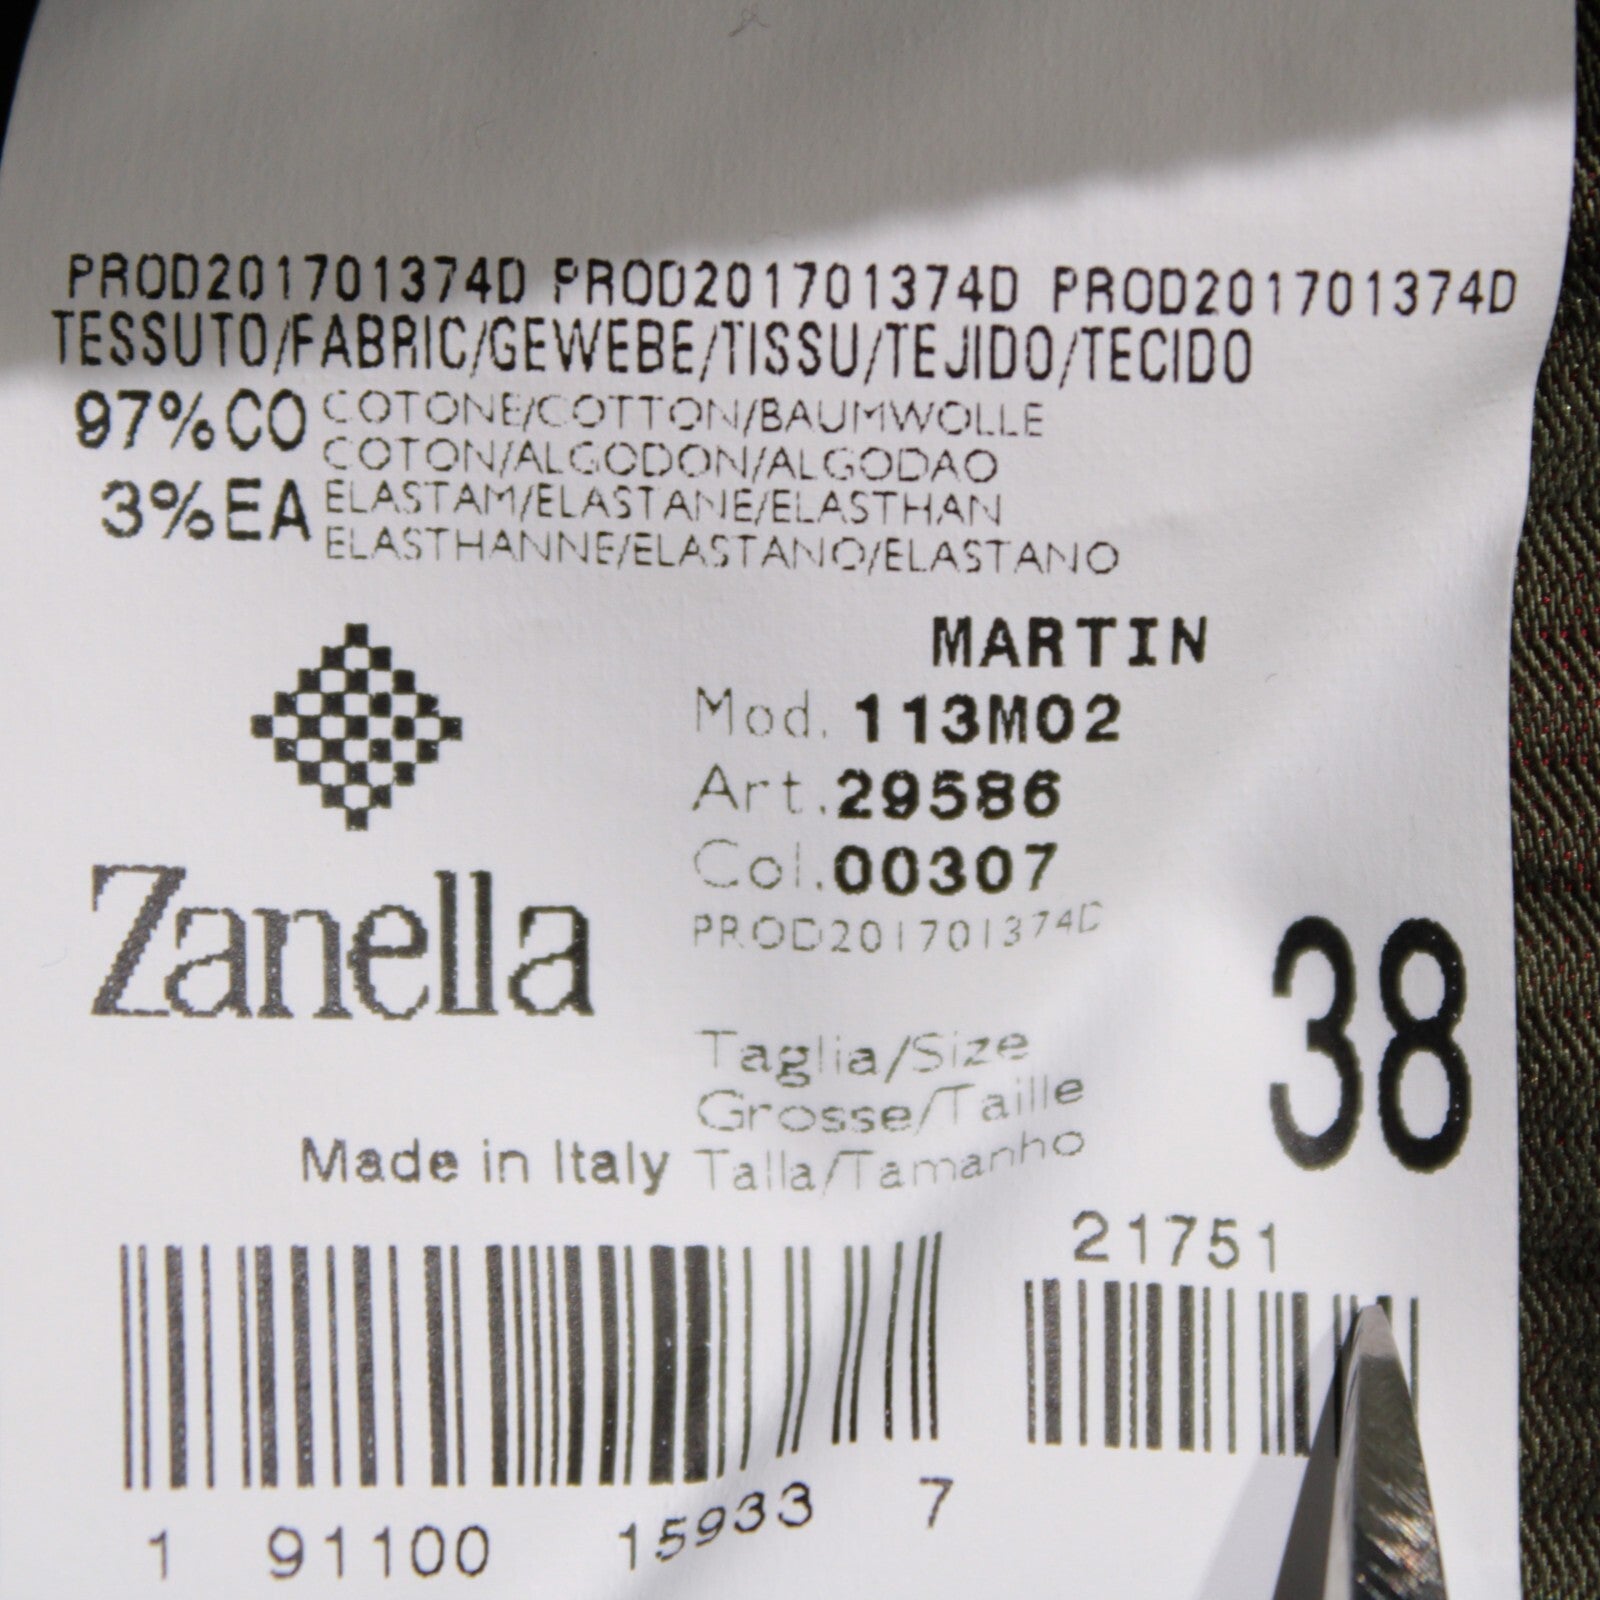 PROD201701374D PROD201701374D PROD201701374D
TESSUTO/FABRIC/GEWEBE/TISSU/TEJIDO/TECIDO
97%CO COTONE/COTTON/BAUMWOLLE
COTON/ALGODON/ALGODAO
3%EA ELASTAM/ELASTANE/ELASTHAN
ELASTHANNE/ELASTANO/ELASTANO
MARTIN
Mod. 113M02
Art. 29586
Col. 00307
PROD201701374D
Zanella
38
Taglia/Size
Grosse/Taille
Talla/Tamanho
Made in Italy
21751
1 91100 15933 7